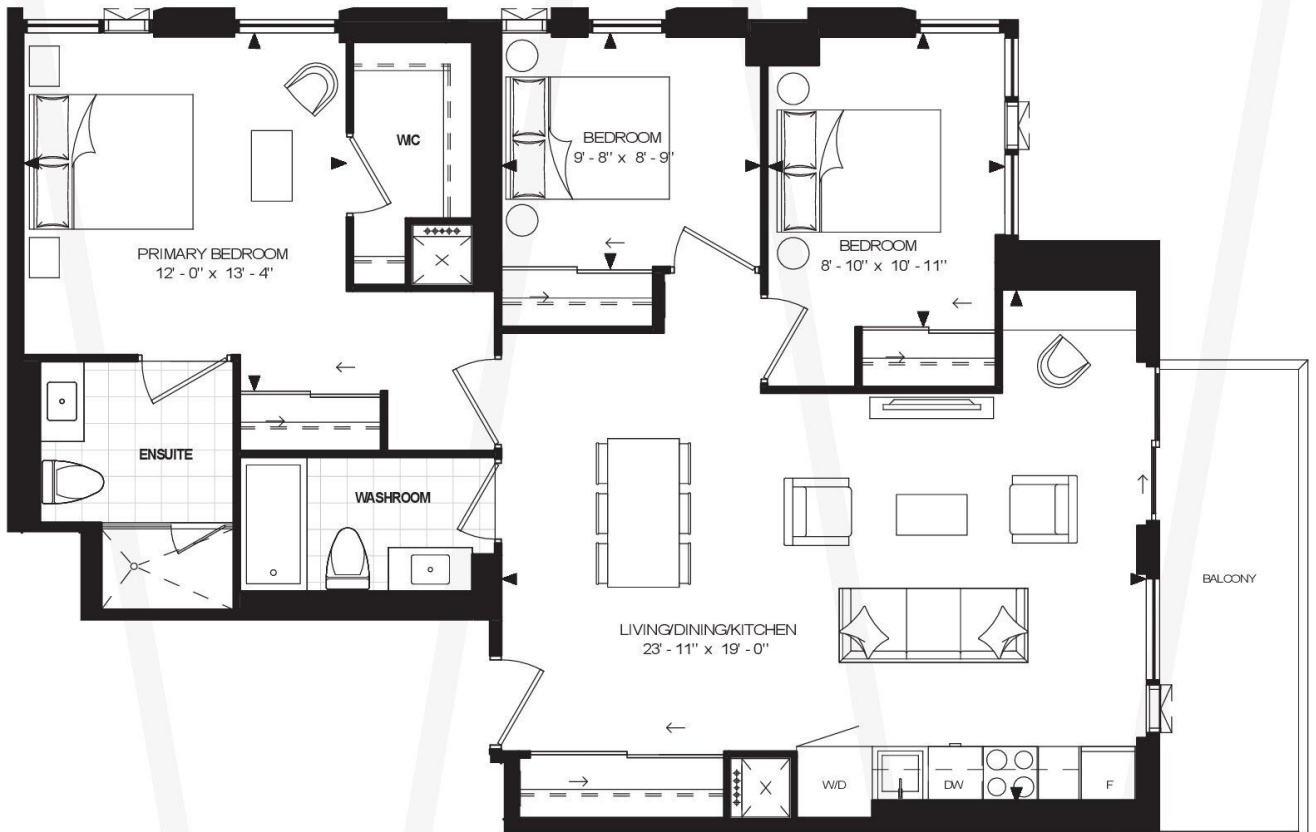 WIC
BEDROOM
9' - 8" x 8' - 9"
BEDROOM
8' - 10" x 10' - 11"
PRIMARY BEDROOM
12' - 0" x 13' - 4"
ENSUITE
WASHROOM
BALCONY
LIVING/DINING/KITCHEN
23' - 11" x 19' - 0"
W/D
DW
F